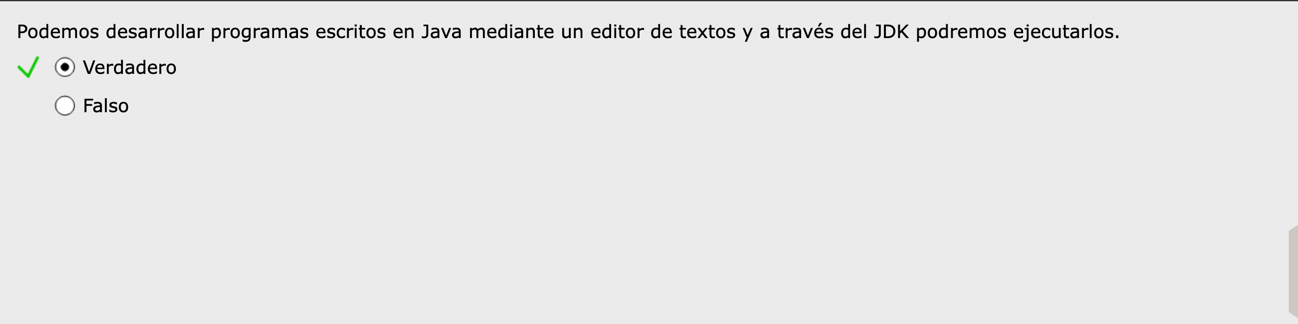 Podemos desarrollar programas escritos en Java mediante un editor de textos y a través del JDK podremos ejecutarlos.
Verdadero
Falso